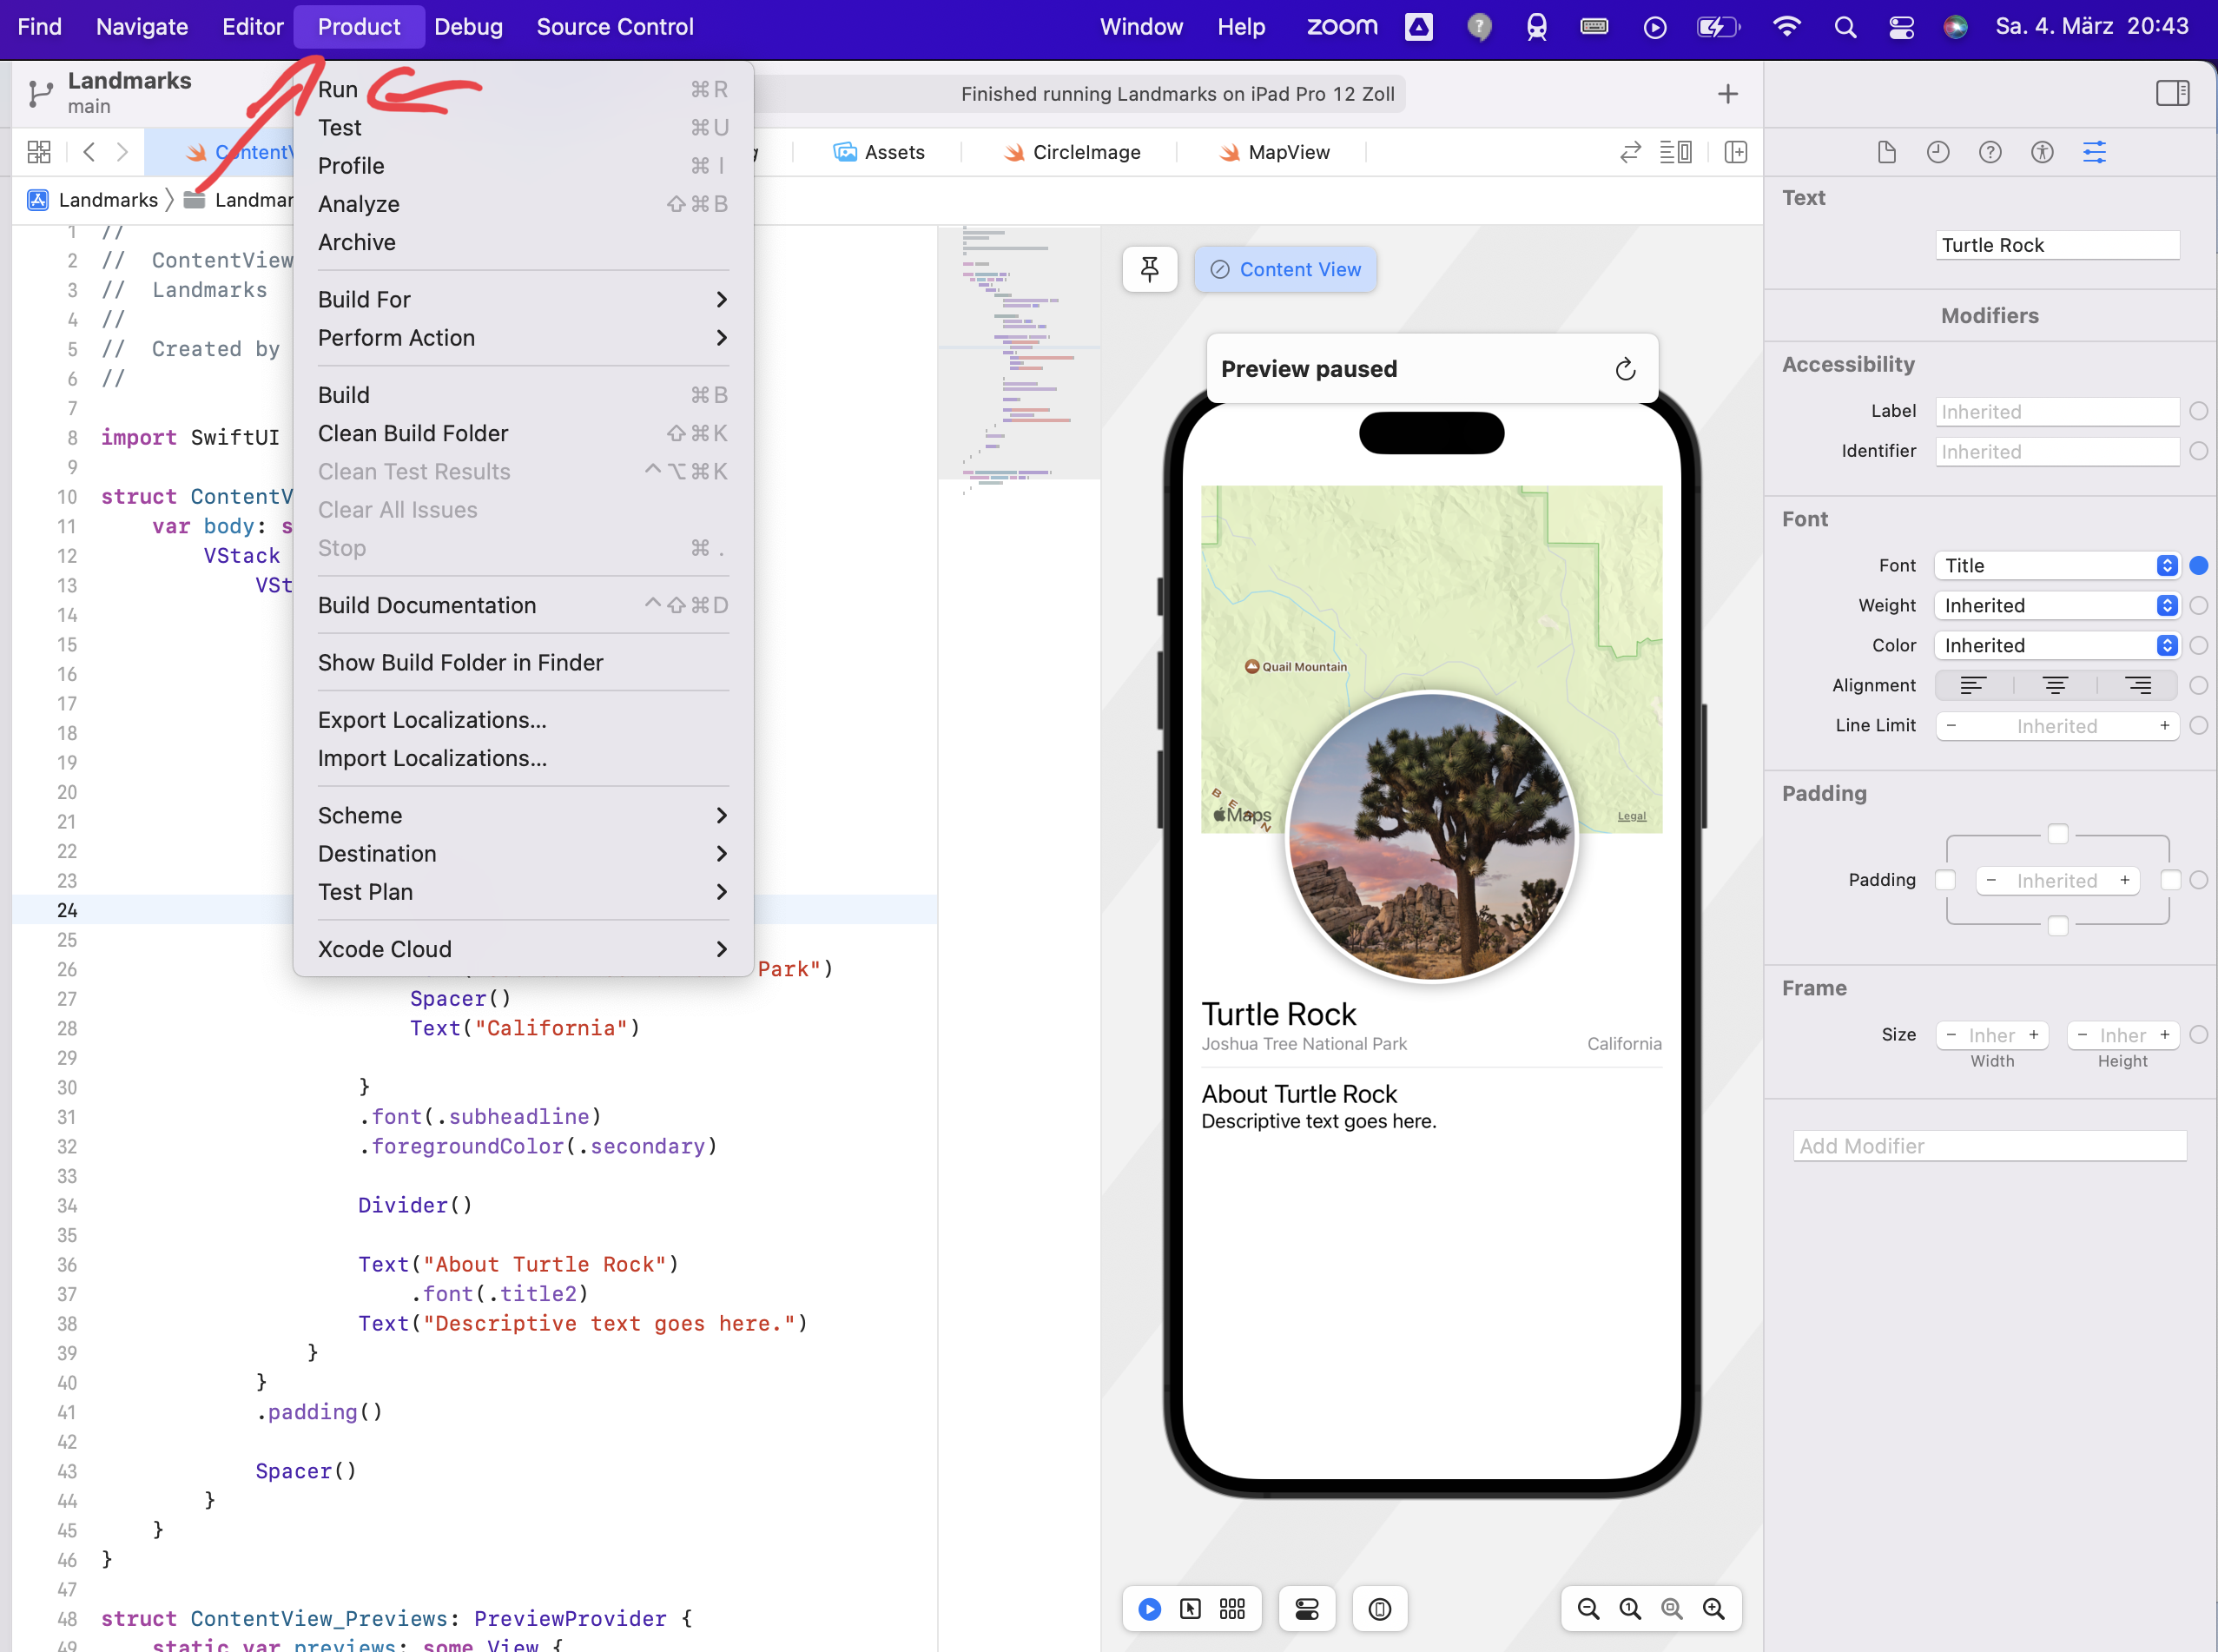 Find Navigate Editor Product Debug Source Control Window Help zoom Sa. 4. März 20:43
Landmarks
main
Finished running Landmarks on iPad Pro 12 Zoll
Assets CircleImage MapView
Landmarks
Run ⌘R
Test ⌘U
Profile ⌘I
Analyze ⇧⌘B
Archive
Build For
Perform Action
Build ⌘B
Clean Build Folder ⇧⌘K
Clean Test Results ^⌥⌘K
Clear All Issues
Stop ⌘.
Build Documentation ^⇧⌘D
Show Build Folder in Finder
Export Localizations...
Import Localizations...
Scheme
Destination
Test Plan
Xcode Cloud
1 //
2 // ContentView
3 // Landmarks
4 //
5 // Created by
6 //
7
8 import SwiftUI
9
10 struct ContentV
11 var body: s
12 VStack
13 VSt
14
15
16
17
18
19
20
21
22
23
24
25
26 Park")
27 Spacer()
28 Text("California")
29
30 }
31 .font(.subheadline)
32 .foregroundColor(.secondary)
33
34 Divider()
35
36 Text("About Turtle Rock")
37 .font(.title2)
38 Text("Descriptive text goes here.")
39 }
40 }
41 .padding()
42
43 Spacer()
44 }
45 }
46 }
47
48 struct ContentView_Previews: PreviewProvider {
49 static var previews: some View {
Content View
Preview paused
Quail Mountain
Maps
Legal
Turtle Rock
Joshua Tree National Park California
About Turtle Rock
Descriptive text goes here.
Text
Turtle Rock
Modifiers
Accessibility
Label Inherited
Identifier Inherited
Font
Font Title
Weight Inherited
Color Inherited
Alignment
Line Limit − Inherited +
Padding
Padding − Inherited +
Frame
Size − Inher + − Inher +
Width Height
Add Modifier